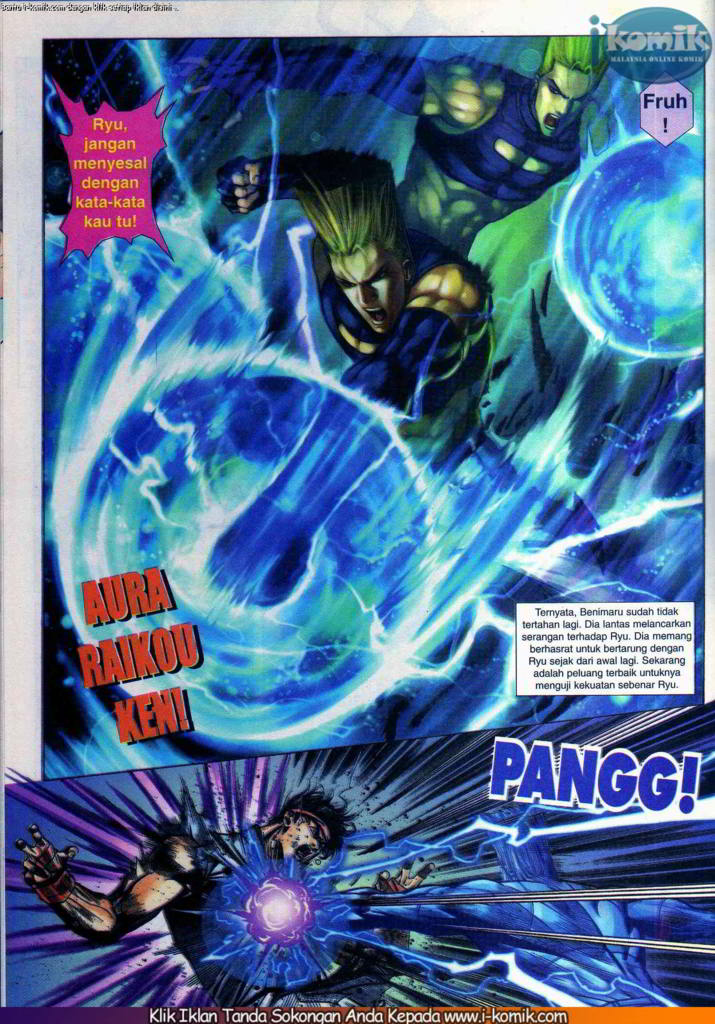 iKomik
MALAYSIA ONLINE KOMIK
Fruh
!
Ryu,
jangan
menyesal
dengan
kata-kata
kau tu!
AURA
RAIKOU
KEN!
Ternyata, Benimaru sudah tidak
tertahan lagi. Dia lantas melancarkan
serangan terhadap Ryu. Dia memang
berhasrat untuk bertarung dengan
Ryu sejak dari awal lagi. Sekarang
adalah peluang terbaik untuknya
menguji kekuatan sebenar Ryu.
PANGG!
Klik Iklan Tanda Sokongan Anda Kepada www.i-komik.com